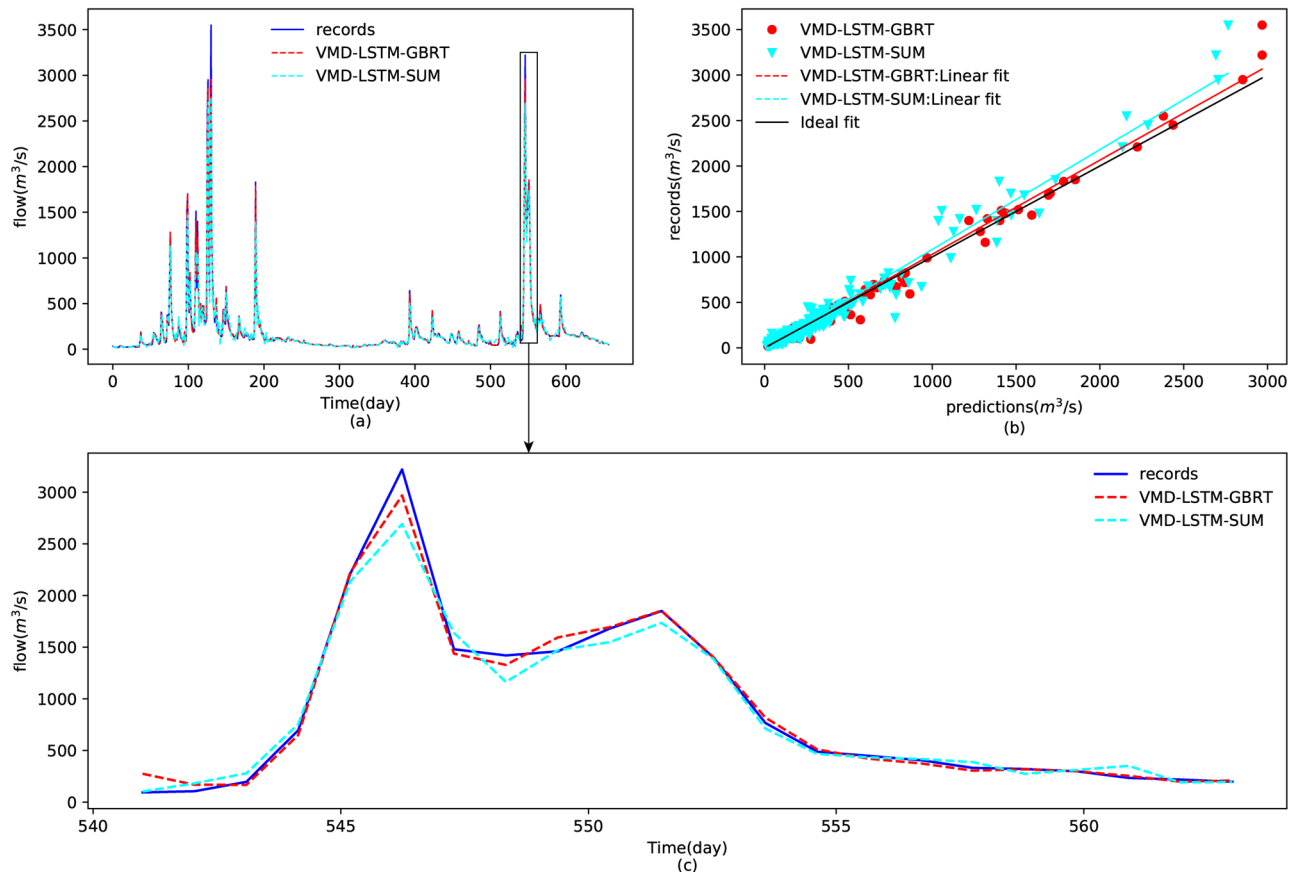 records
VMD-LSTM-GBRT
VMD-LSTM-SUM
3500
3000
2500
2000
1500
1000
500
0
flow(m³/s)
0 100 200 300 400 500 600
Time(day)
(a)
VMD-LSTM-GBRT
VMD-LSTM-SUM
VMD-LSTM-GBRT:Linear fit
VMD-LSTM-SUM:Linear fit
Ideal fit
3500
3000
2500
2000
1500
1000
500
0
records(m³/s)
0 500 1000 1500 2000 2500 3000
predictions(m³/s)
(b)
records
VMD-LSTM-GBRT
VMD-LSTM-SUM
3000
2500
2000
1500
1000
500
0
flow(m³/s)
540 545 550 555 560
Time(day)
(c)